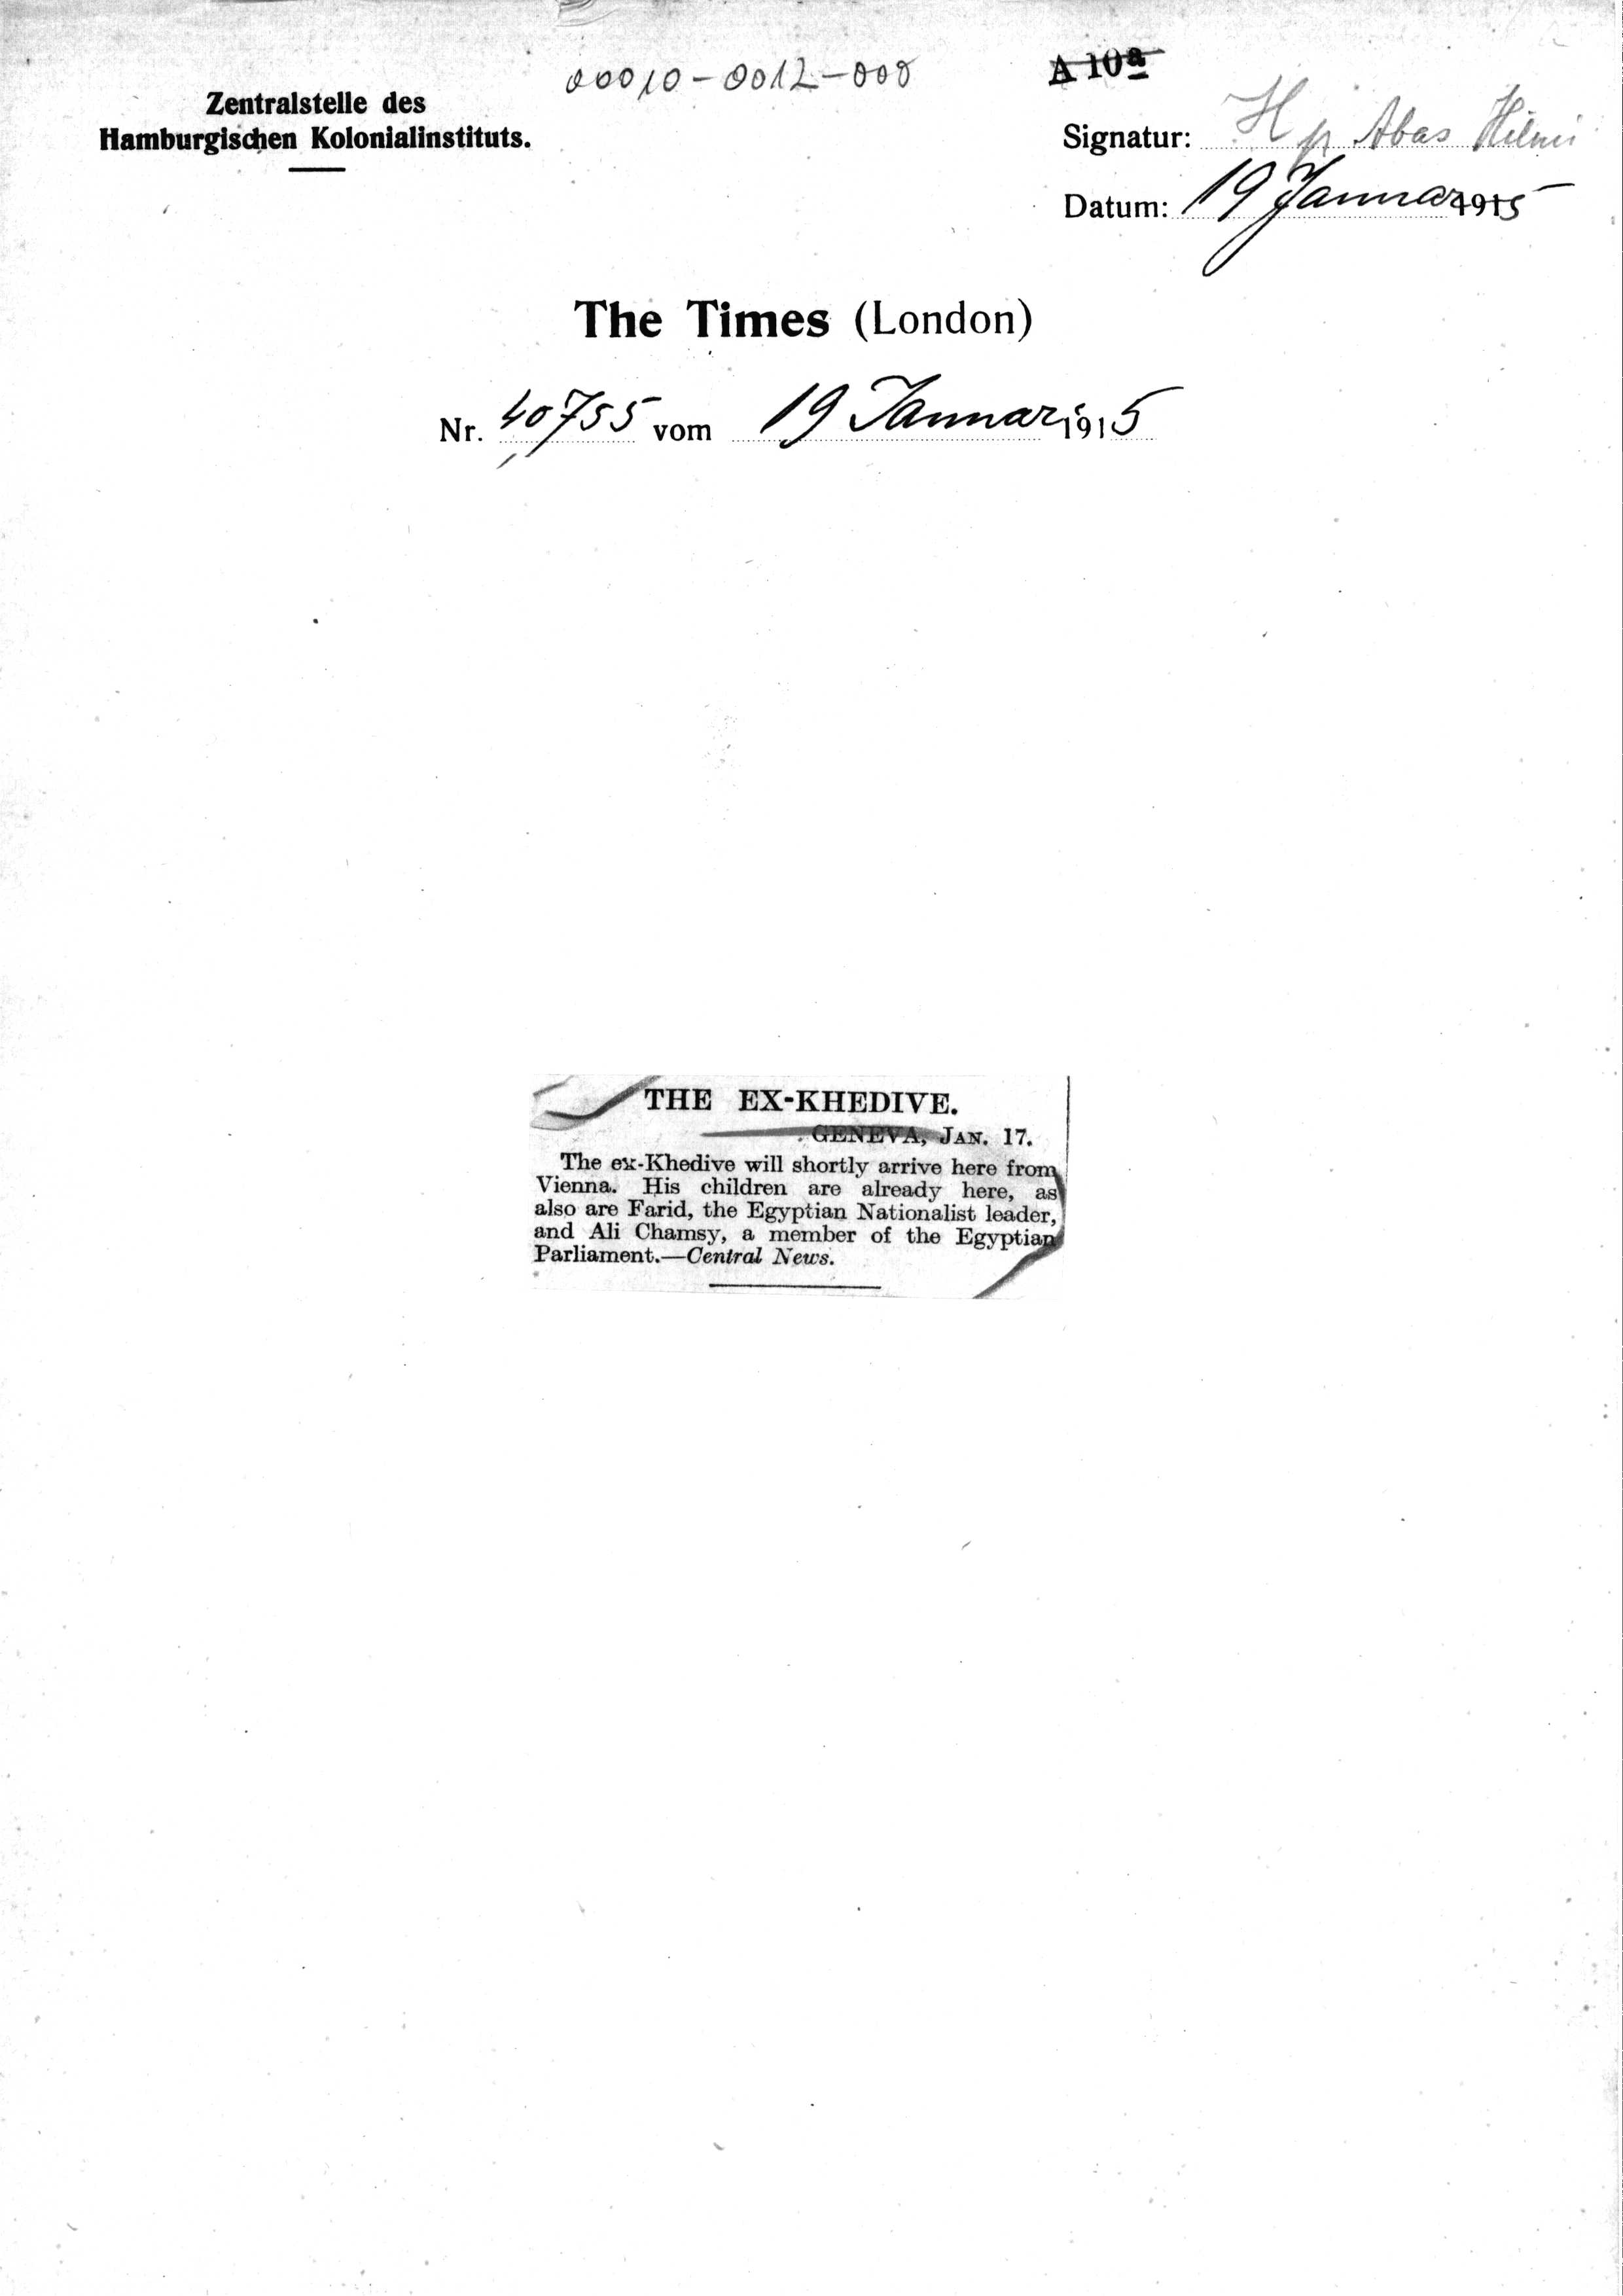 00010-0012-000
A 10a
Zentralstelle des
Hamburgischen Kolonialinstituts.
Signatur: Hp Abas Hilmi
Datum: 19 Januar 1915
The Times (London)
Nr. 40755 vom 19 Januar 1915
THE EX-KHEDIVE.
GENEVA, JAN. 17.
The ex-Khedive will shortly arrive here from
Vienna. His children are already here, as
also are Farid, the Egyptian Nationalist leader,
and Ali Chamsy, a member of the Egyptian
Parliament.—Central News.